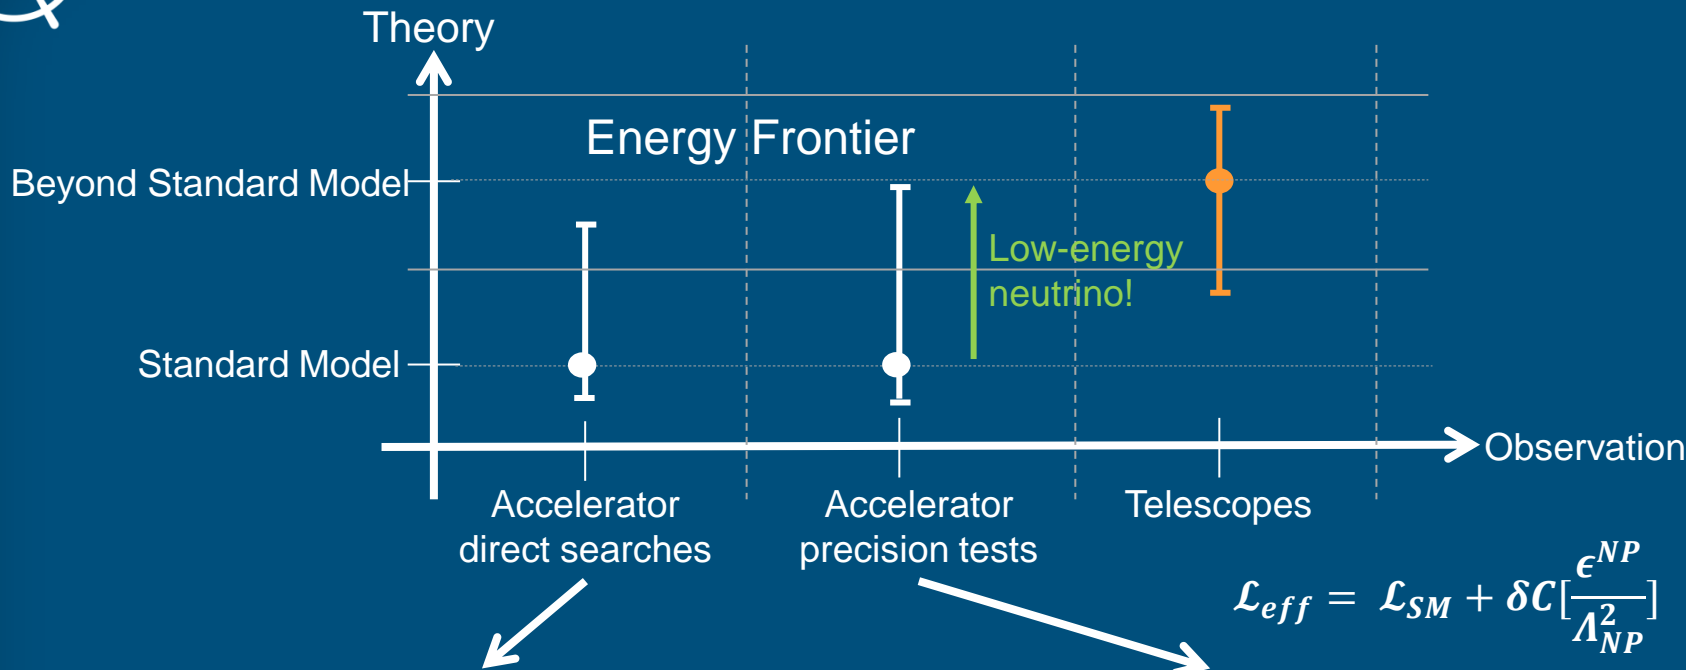 Theory
Energy Frontier
Beyond Standard Model
Low-energy
neutrino!
Standard Model
Observation
Accelerator
direct searches
Accelerator
precision tests
Telescopes
𝓛_eff = 𝓛_SM + δC[ϵ^NP / Λ²_NP]